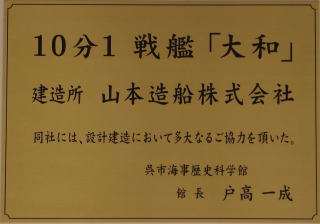 10分1 戦艦「大和」
建造所 山本造船株式会社
同社には、設計建造において多大なるご協力を頂いた。
呉市海事歴史科学館
館長 戸高一成